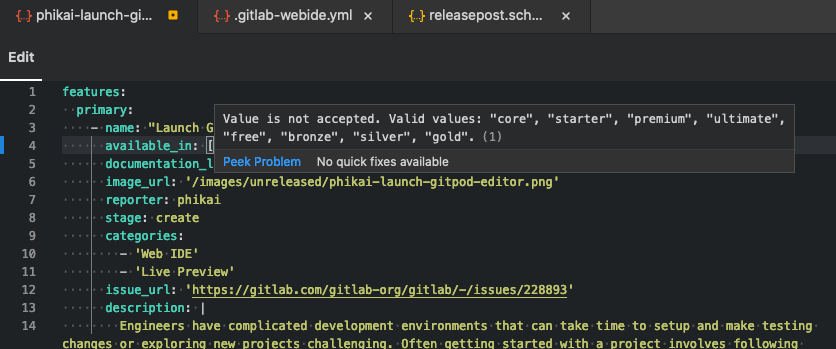 {..} phikai-launch-gi... {..} .gitlab-webide.yml × {..} releasepost.sch... ×
Edit
1 features:
2 primary:
3 - name: "Launch G
Value is not accepted. Valid values: "core", "starter", "premium", "ultimate",
"free", "bronze", "silver", "gold". (1)
4 available_in: [
5 documentation_l
Peek Problem No quick fixes available
6 image_url: '/images/unreleased/phikai-launch-gitpod-editor.png'
7 reporter: phikai
8 stage: create
9 categories:
10 - 'Web IDE'
11 - 'Live Preview'
12 issue_url: 'https://gitlab.com/gitlab-org/gitlab/-/issues/228893'
13 description: |
14 Engineers have complicated development environments that can take time to setup and make testing
changes or exploring new projects challenging. Often getting started with a project involves following